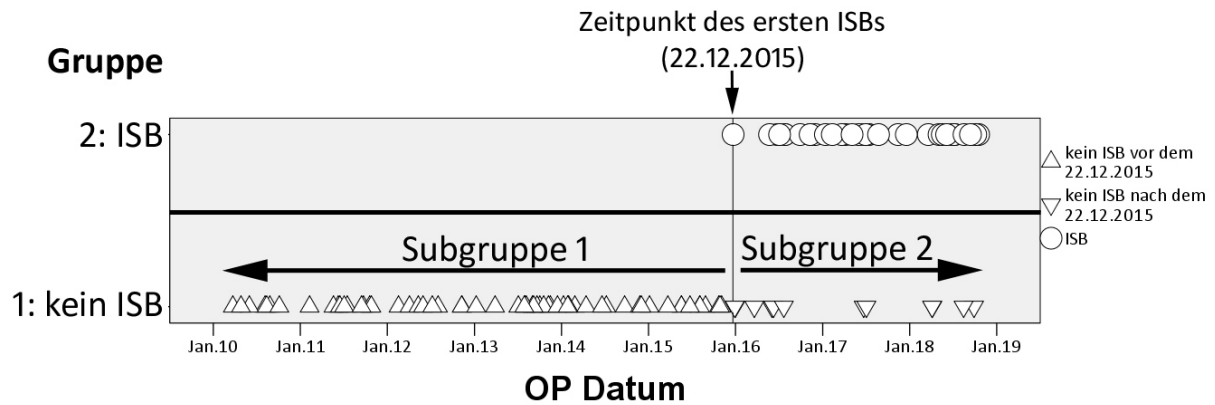 Zeitpunkt des ersten ISBs
(22.12.2015)
Gruppe
2: ISB
kein ISB vor dem
22.12.2015
kein ISB nach dem
22.12.2015
ISB
Subgruppe 1
Subgruppe 2
1: kein ISB
Jan.10
Jan.11
Jan.12
Jan.13
Jan.14
Jan.15
Jan.16
Jan.17
Jan.18
Jan.19
OP Datum